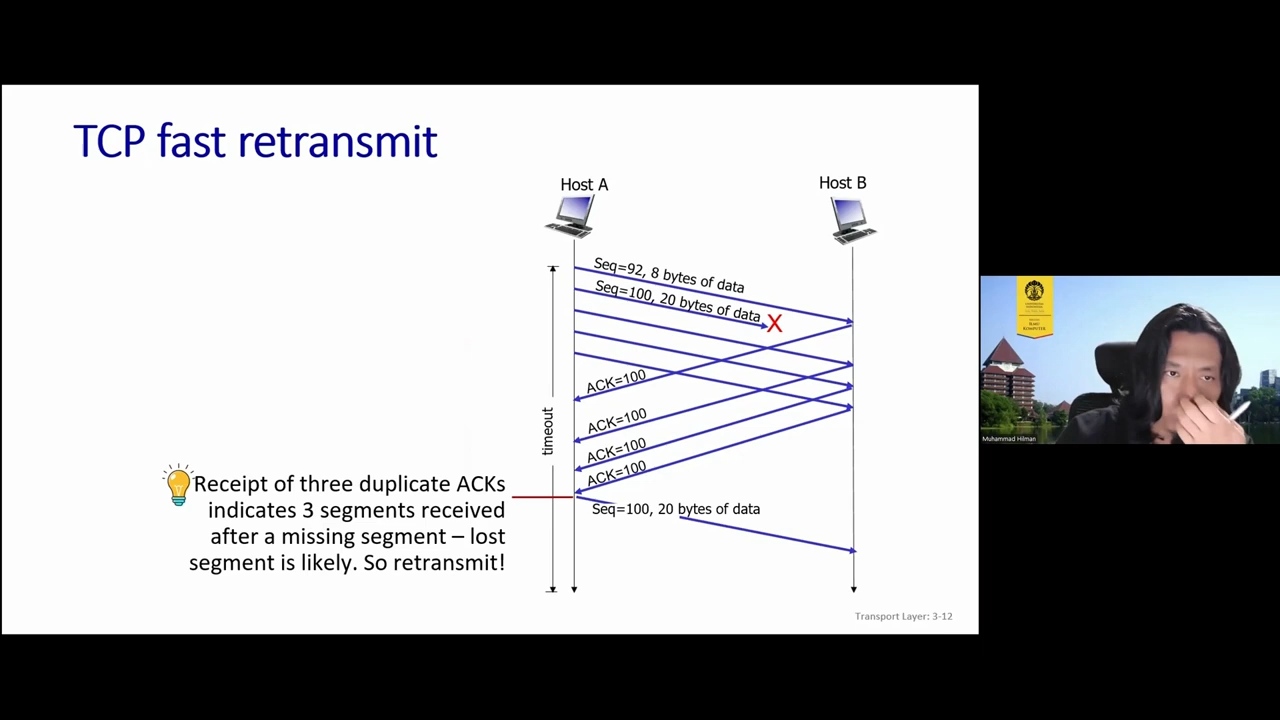 TCP fast retransmit
Host A
Host B
Seq=92, 8 bytes of data
Seq=100, 20 bytes of data
X
ACK=100
ACK=100
ACK=100
ACK=100
timeout
Receipt of three duplicate ACKs
indicates 3 segments received
after a missing segment – lost
segment is likely. So retransmit!
Seq=100, 20 bytes of data
Transport Layer: 3-12
ILMU
KOMPUTER
Muhammad Hilman